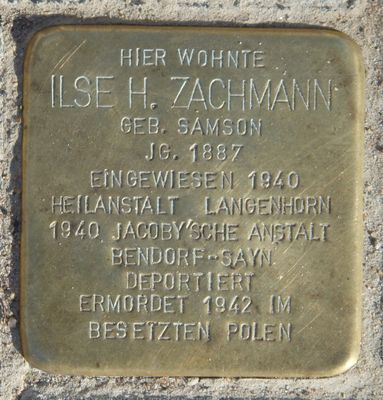 HIER WOHNTE
ILSE H. ZACHMANN
GEB. SAMSON
JG. 1887
EINGEWIESEN 1940
HEILANSTALT LANGENHORN
1940 JACOBY'SCHE ANSTALT
BENDORF-SAYN
DEPORTIERT
ERMORDET 1942 IM
BESETZTEN POLEN